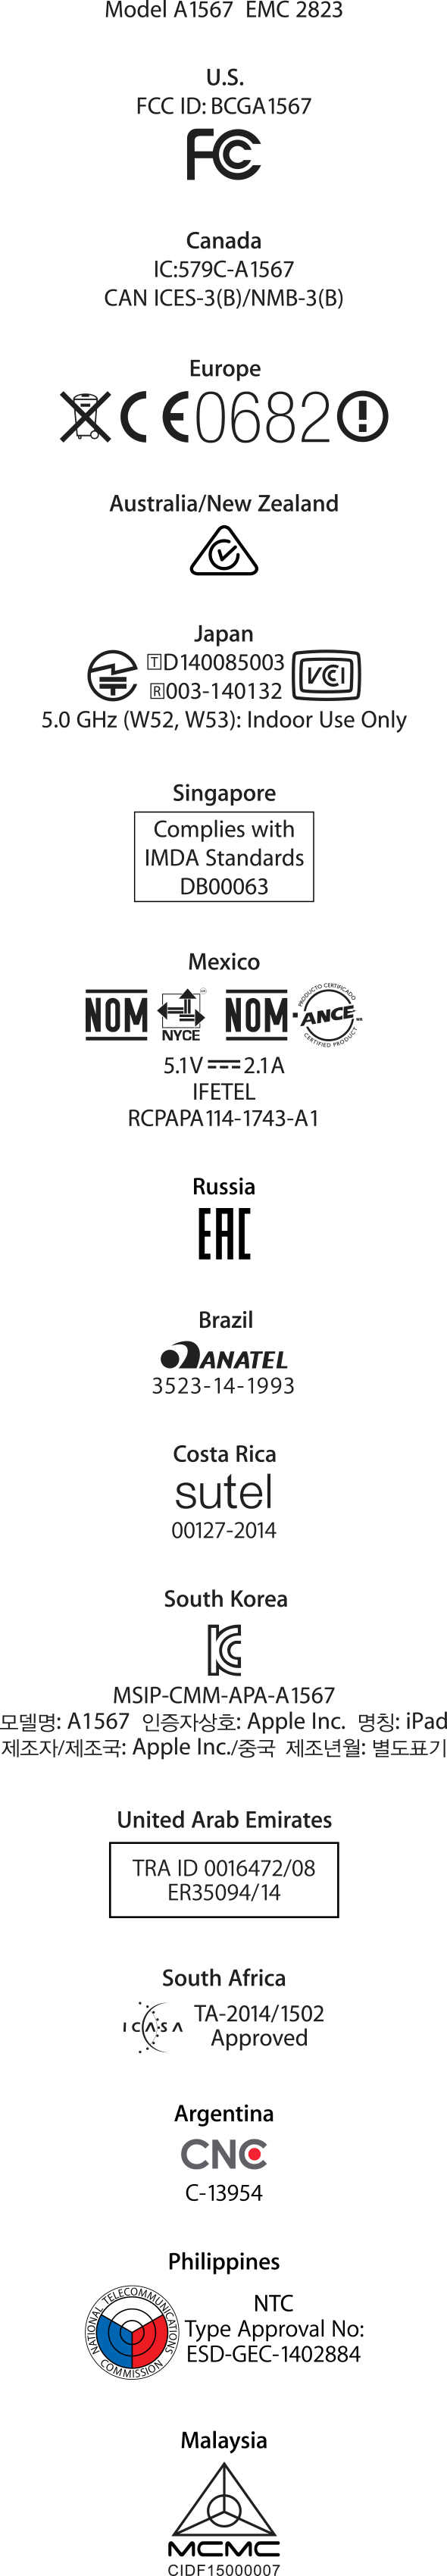 Model A1567 EMC 2823
U.S.
FCC ID: BCGA1567
FC
Canada
IC:579C-A1567
CAN ICES-3(B)/NMB-3(B)
Europe
CE0682
Australia/New Zealand
Japan
T D140085003
R 003-140132
VCCI
5.0 GHz (W52, W53): Indoor Use Only
Singapore
Complies with
IMDA Standards
DB00063
Mexico
NOM NYCE NOM-ANCE
PRODUCTO CERTIFICADO
CERTIFIED PRODUCT
5.1V 2.1A
IFETEL
RCPAPA114-1743-A1
Russia
EAC
Brazil
ANATEL
3523-14-1993
Costa Rica
sutel
00127-2014
South Korea
KC
MSIP-CMM-APA-A1567
모델명: A1567 인증자상호: Apple Inc. 명칭: iPad
제조자/제조국: Apple Inc./중국 제조년월: 별도표기
United Arab Emirates
TRA ID 0016472/08
ER35094/14
South Africa
ICASA
TA-2014/1502
Approved
Argentina
CNC
C-13954
Philippines
NATIONAL TELECOMMUNICATIONS
COMMISSION
NTC
Type Approval No:
ESD-GEC-1402884
Malaysia
MCMC
CIDF15000007